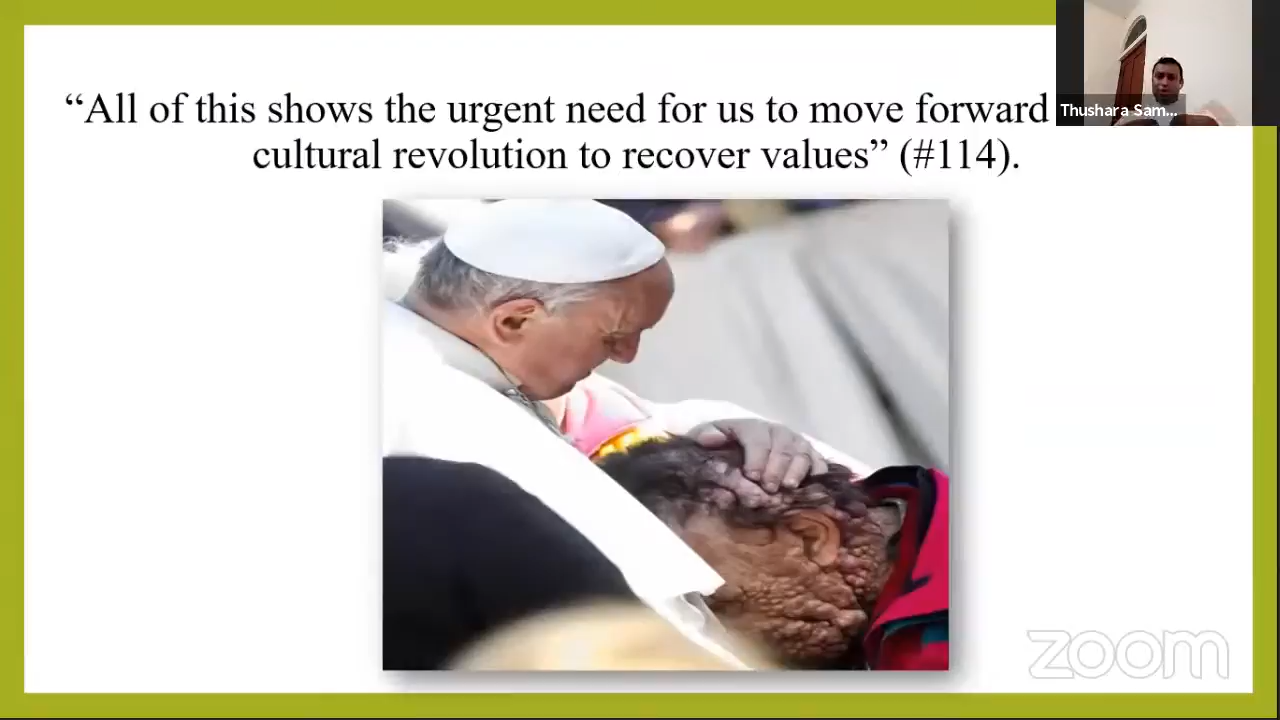 “All of this shows the urgent need for us to move forward
cultural revolution to recover values” (#114).
Thushara Sam...
zoom